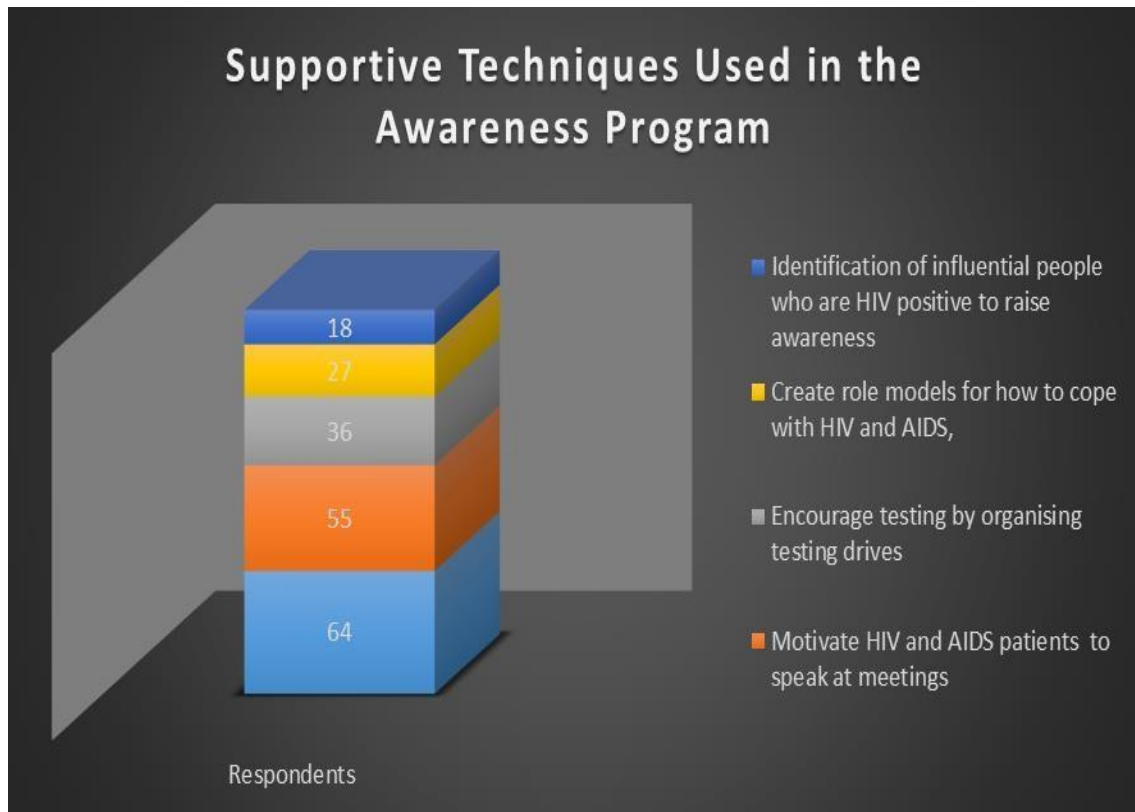 Supportive Techniques Used in the
Awareness Program
18
27
36
55
64
Respondents
Identification of influential people
who are HIV positive to raise
awareness
Create role models for how to cope
with HIV and AIDS,
Encourage testing by organising
testing drives
Motivate HIV and AIDS patients to
speak at meetings